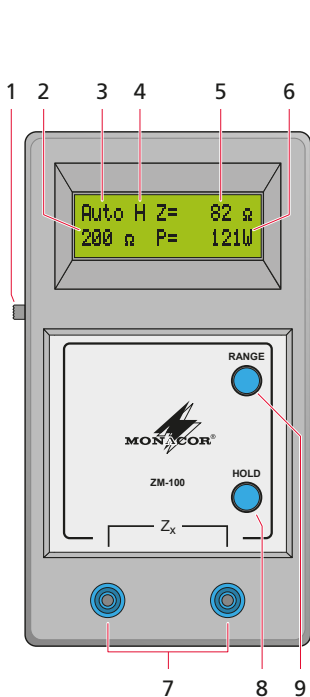 1 2 3 4 5 6
Auto H Z= 82 Ω
200 Ω P= 121W
RANGE
MONACOR®
ZM-100
HOLD
Zx
7 8 9